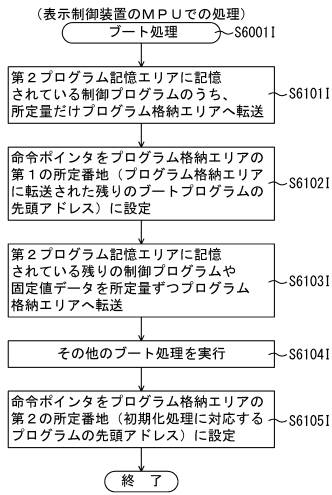 （表示制御装置のＭＰＵでの処理）
ブート処理
S6001I
第２プログラム記憶エリアに記憶
されている制御プログラムのうち、
所定量だけプログラム格納エリアへ転送
S6101I
命令ポインタをプログラム格納エリアの
第１の所定番地（プログラム格納エリア
に転送された残りのブートプログラムの
先頭アドレス）に設定
S6102I
第２プログラム記憶エリアに記憶
されている残りの制御プログラムや
固定値データを所定量ずつプログラム
格納エリアへ転送
S6103I
その他のブート処理を実行
S6104I
命令ポインタをプログラム格納エリアの
第２の所定番地（初期化処理に対応する
プログラムの先頭アドレス）に設定
S6105I
終　了